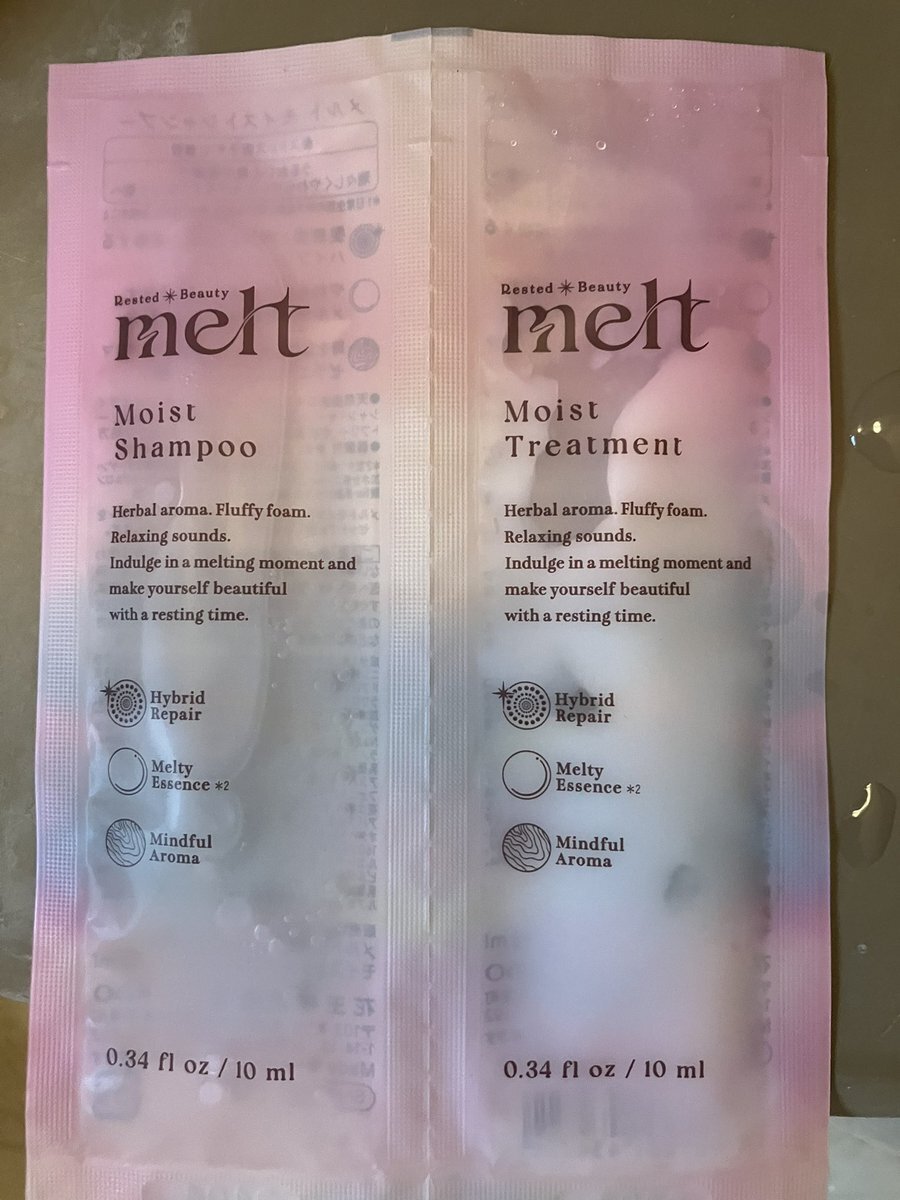 Rested Beauty
melt
Moist
Shampoo
Herbal aroma. Fluffy foam.
Relaxing sounds.
Indulge in a melting moment and
make yourself beautiful
with a resting time.
Hybrid
Repair
Melty
Essence *2
Mindful
Aroma
0.34 fl oz / 10 ml
Rested Beauty
melt
Moist
Treatment
Herbal aroma. Fluffy foam.
Relaxing sounds.
Indulge in a melting moment and
make yourself beautiful
with a resting time.
Hybrid
Repair
Melty
Essence *2
Mindful
Aroma
0.34 fl oz / 10 ml